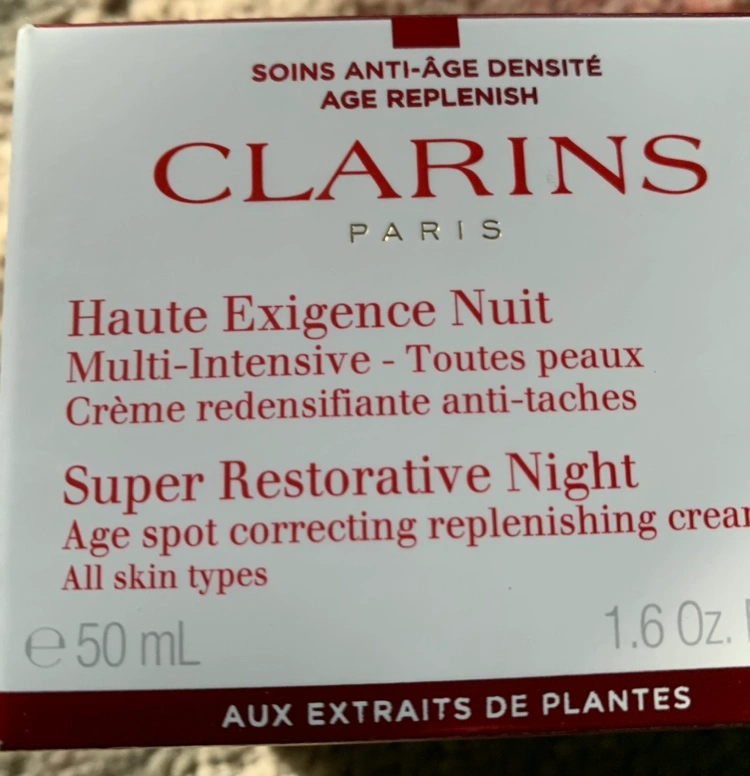 SOINS ANTI-ÂGE DENSITÉ
AGE REPLENISH
CLARINS
PARIS
Haute Exigence Nuit
Multi-Intensive - Toutes peaux
Crème redensifiante anti-taches
Super Restorative Night
Age spot correcting replenishing
All skin types
℮ 50 mL 1.6 Oz.
AUX EXTRAITS DE PLANTES